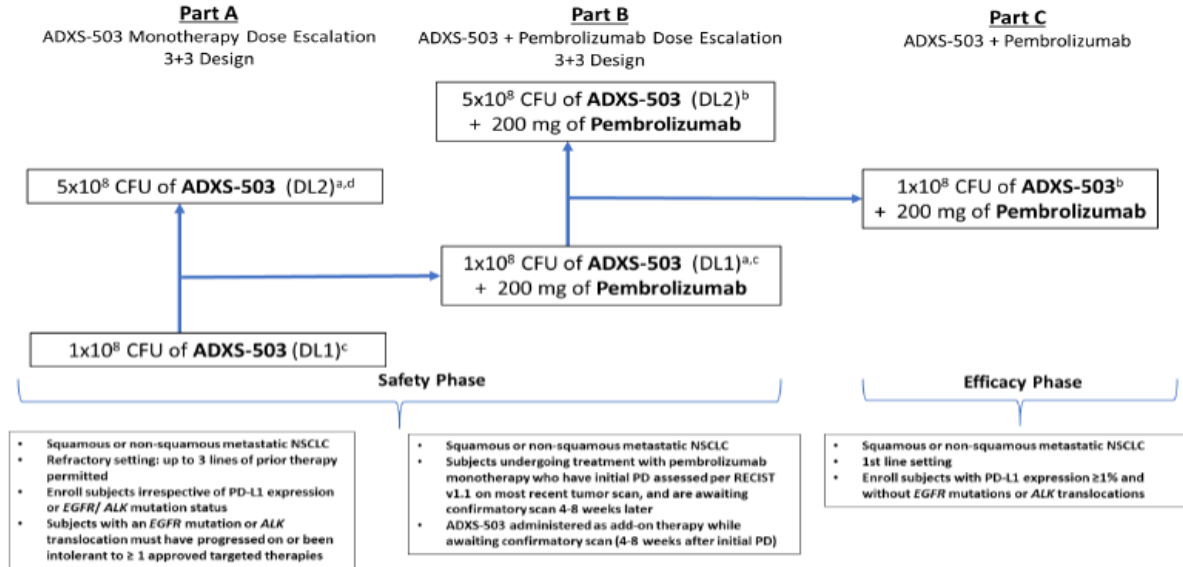 Part A
ADXS-503 Monotherapy Dose Escalation
3+3 Design
Part B
ADXS-503 + Pembrolizumab Dose Escalation
3+3 Design
Part C
ADXS-503 + Pembrolizumab
5x10⁸ CFU of ADXS-503 (DL2)ᵇ
+ 200 mg of Pembrolizumab
5x10⁸ CFU of ADXS-503 (DL2)ᵃ,ᵈ
1x10⁸ CFU of ADXS-503ᵇ
+ 200 mg of Pembrolizumab
1x10⁸ CFU of ADXS-503 (DL1)ᵃ,ᶜ
+ 200 mg of Pembrolizumab
1x10⁸ CFU of ADXS-503 (DL1)ᶜ
Safety Phase
Efficacy Phase
• Squamous or non-squamous metastatic NSCLC
• Refractory setting: up to 3 lines of prior therapy
permitted
• Enroll subjects irrespective of PD-L1 expression
or EGFR/ ALK mutation status
• Subjects with an EGFR mutation or ALK
translocation must have progressed on or been
intolerant to ≥ 1 approved targeted therapies
• Squamous or non-squamous metastatic NSCLC
• Subjects undergoing treatment with pembrolizumab
monotherapy who have initial PD assessed per RECIST
v1.1 on most recent tumor scan, and are awaiting
confirmatory scan 4-8 weeks later
• ADXS-503 administered as add-on therapy while
awaiting confirmatory scan (4-8 weeks after initial PD)
• Squamous or non-squamous metastatic NSCLC
• 1st line setting
• Enroll subjects with PD-L1 expression ≥1% and
without EGFR mutations or ALK translocations